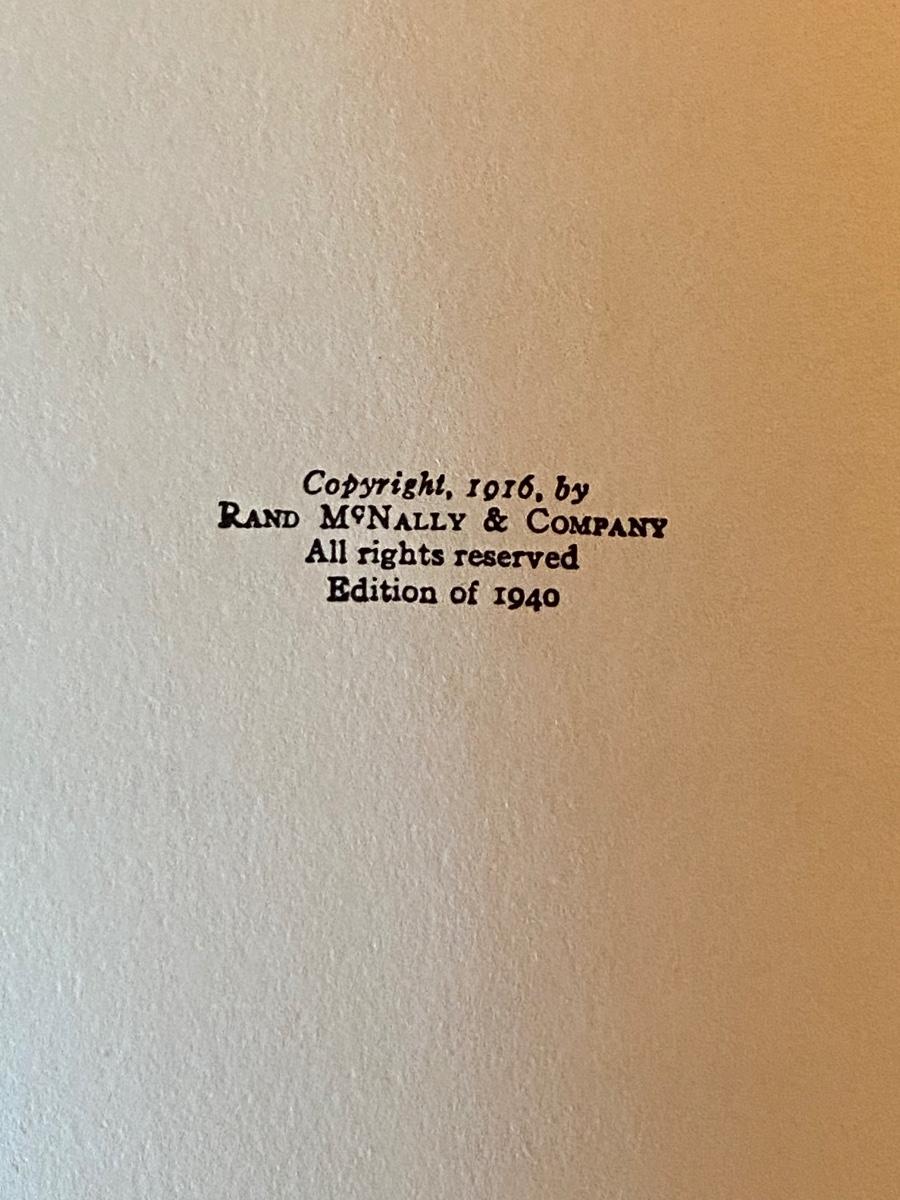 Copyright, 1916, by
RAND MCNALLY & COMPANY
All rights reserved
Edition of 1940